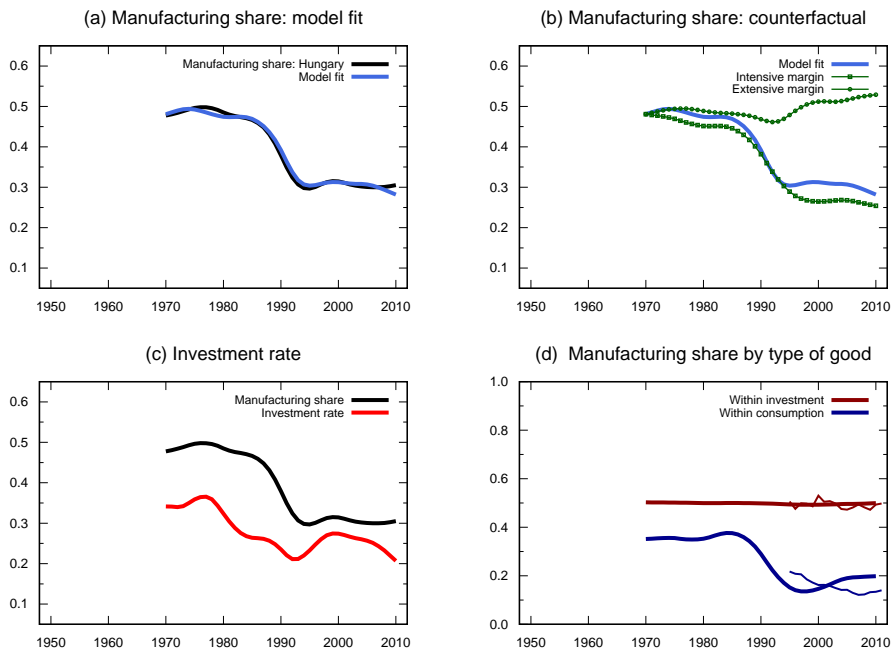 (a) Manufacturing share: model fit
0.6
0.5
0.4
0.3
0.2
0.1
1950 1960 1970 1980 1990 2000 2010
Manufacturing share: Hungary
Model fit
(b) Manufacturing share: counterfactual
0.6
0.5
0.4
0.3
0.2
0.1
1950 1960 1970 1980 1990 2000 2010
Model fit
Intensive margin
Extensive margin
(c) Investment rate
0.6
0.5
0.4
0.3
0.2
0.1
1950 1960 1970 1980 1990 2000 2010
Manufacturing share
Investment rate
(d) Manufacturing share by type of good
1.0
0.8
0.6
0.4
0.2
0.0
1950 1960 1970 1980 1990 2000 2010
Within investment
Within consumption